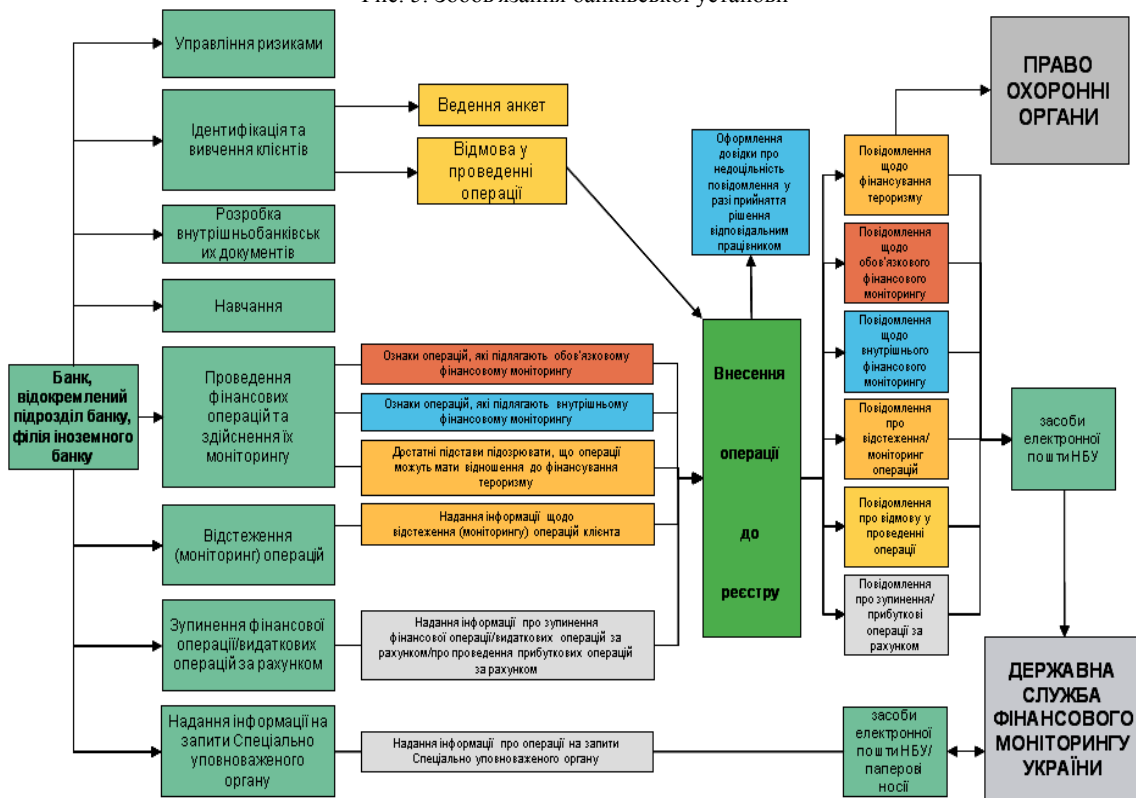 Рис. 3. Зобов'язання банківської установи
Управління ризиками
Ідентифікація та
вивчення клієнтів
Розробка
внутрішньобанківськ
их документів
Навчання
Банк,
відокремлений
підрозділ банку,
філія іноземного
банку
Проведення
фінансових
операцій та
здійснення їх
моніторингу
Відстеження
(моніторинг) операцій
Зупинення фінансової
операції/видаткових
операцій за рахунком
Надання інформації на
запити Спеціально
уповноваженого
органу
Ведення анкет
Відмова у
проведенні
операції
Ознаки операцій, які підлягають обов'язковому
фінансовому моніторингу
Ознаки операцій, які підлягають внутрішньому
фінансовому моніторингу
Достатні підстави підозрювати, що операції
можуть мати відношення до фінансування
тероризму
Надання інформації щодо
відстеження (моніторингу) операцій клієнта
Надання інформації про зупинення
фінансової операції/видаткових операцій за
рахунком/про проведення прибуткових операцій
за рахунком
Надання інформації про операції на запити
Спеціально уповноваженого органу
Оформлення
довідки про
недоцільність
повідомлення у
разі прийняття
рішення
відповідальним
працівником
Внесення
операції
до
реєстру
Повідомлення
щодо
фінансування
тероризму
Повідомлення
щодо
обов'язкового
фінансового
моніторингу
Повідомлення
щодо
внутрішнього
фінансового
моніторингу
Повідомлення
про
відстеження/
моніторинг
операцій
Повідомлення
про відмову у
проведенні
операції
Повідомлення
про зупинення/
прибуткові
операції за
рахунком
засоби
електронної
пошти НБУ/
паперові
носії
ПРАВО
ОХОРОННІ
ОРГАНИ
засоби
електронної
пошти НБУ
ДЕРЖАВНА
СЛУЖБА
ФІНАНСОВОГО
МОНІТОРИНГУ
УКРАЇНИ